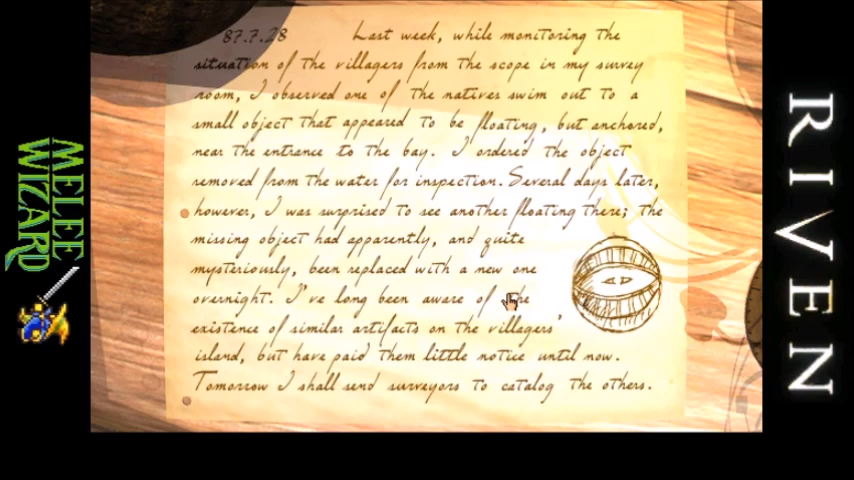 87.7.28 Last week, while monitoring the
situation of the villagers from the scope in my survey
room, I observed one of the natives swim out to a
small object that appeared to be floating, but anchored,
near the entrance to the bay. I ordered the object
removed from the water for inspection. Several days later,
however, I was surprised to see another floating there; the
missing object had apparently, and quite
mysteriously, been replaced with a new one
overnight. I've long been aware of the
existence of similar artifacts on the villagers'
island, but have paid them little notice until now.
Tomorrow I shall send surveyors to catalog the others.
MELEE
WIZARD
RIVEN